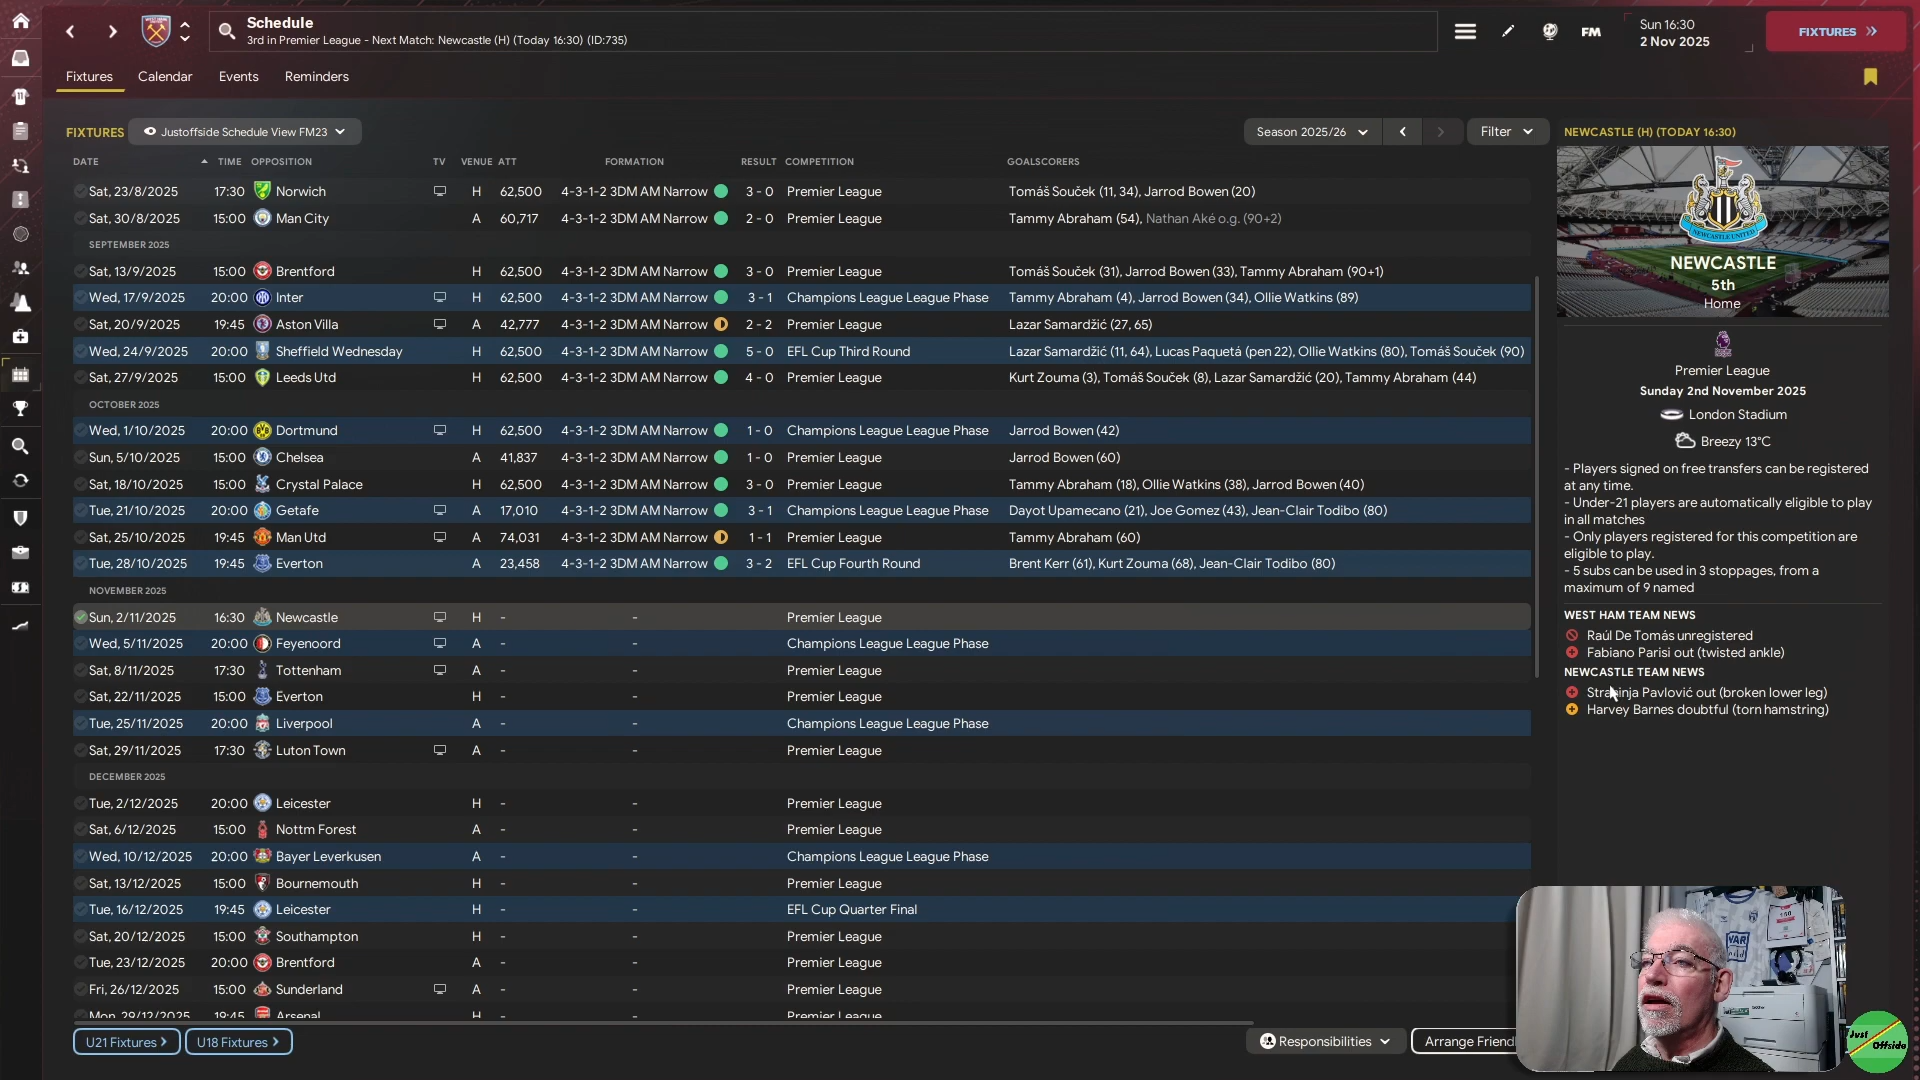 Schedule
3rd in Premier League - Next Match: Newcastle (H) (Today 16:30) (ID:735)
FM
Sun 16:30
2 Nov 2025
FIXTURES
Fixtures Calendar Events Reminders
FIXTURES Justoffside Schedule View FM23 Season 2025/26 Filter
DATE TIME OPPOSITION TV VENUE ATT FORMATION RESULT COMPETITION GOALSCORERS
Sat, 23/8/2025 17:30 Norwich H 62,500 4-3-1-2 3DM AM Narrow 3 - 0 Premier League Tomáš Souček (11, 34), Jarrod Bowen (20)
Sat, 30/8/2025 15:00 Man City A 60,717 4-3-1-2 3DM AM Narrow 2 - 0 Premier League Tammy Abraham (54), Nathan Aké o.g. (90+2)
SEPTEMBER 2025
Sat, 13/9/2025 15:00 Brentford H 62,500 4-3-1-2 3DM AM Narrow 3 - 0 Premier League Tomáš Souček (31), Jarrod Bowen (33), Tammy Abraham (90+1)
Wed, 17/9/2025 20:00 Inter H 62,500 4-3-1-2 3DM AM Narrow 3 - 1 Champions League League Phase Tammy Abraham (4), Jarrod Bowen (34), Ollie Watkins (89)
Sat, 20/9/2025 19:45 Aston Villa A 42,777 4-3-1-2 3DM AM Narrow 2 - 2 Premier League Lazar Samardžić (27, 65)
Wed, 24/9/2025 20:00 Sheffield Wednesday H 62,500 4-3-1-2 3DM AM Narrow 5 - 0 EFL Cup Third Round Lazar Samardžić (11, 64), Lucas Paquetá (pen 22), Ollie Watkins (80), Tomáš Souček (90)
Sat, 27/9/2025 15:00 Leeds Utd H 62,500 4-3-1-2 3DM AM Narrow 4 - 0 Premier League Kurt Zouma (3), Tomáš Souček (8), Lazar Samardžić (20), Tammy Abraham (44)
OCTOBER 2025
Wed, 1/10/2025 20:00 Dortmund H 62,500 4-3-1-2 3DM AM Narrow 1 - 0 Champions League League Phase Jarrod Bowen (42)
Sun, 5/10/2025 15:00 Chelsea A 41,837 4-3-1-2 3DM AM Narrow 1 - 0 Premier League Jarrod Bowen (60)
Sat, 18/10/2025 15:00 Crystal Palace H 62,500 4-3-1-2 3DM AM Narrow 3 - 0 Premier League Tammy Abraham (18), Ollie Watkins (38), Jarrod Bowen (40)
Tue, 21/10/2025 20:00 Getafe A 17,010 4-3-1-2 3DM AM Narrow 3 - 1 Champions League League Phase Dayot Upamecano (21), Joe Gomez (43), Jean-Clair Todibo (80)
Sat, 25/10/2025 19:45 Man Utd A 74,031 4-3-1-2 3DM AM Narrow 1 - 1 Premier League Tammy Abraham (60)
Tue, 28/10/2025 19:45 Everton A 23,458 4-3-1-2 3DM AM Narrow 3 - 2 EFL Cup Fourth Round Brent Kerr (61), Kurt Zouma (68), Jean-Clair Todibo (80)
NOVEMBER 2025
Sun, 2/11/2025 16:30 Newcastle H - - Premier League
Wed, 5/11/2025 20:00 Feyenoord A - - Champions League League Phase
Sat, 8/11/2025 17:30 Tottenham A - - Premier League
Sat, 22/11/2025 15:00 Everton H - - Premier League
Tue, 25/11/2025 20:00 Liverpool A - - Champions League League Phase
Sat, 29/11/2025 17:30 Luton Town A - - Premier League
DECEMBER 2025
Tue, 2/12/2025 20:00 Leicester H - - Premier League
Sat, 6/12/2025 15:00 Nottm Forest A - - Premier League
Wed, 10/12/2025 20:00 Bayer Leverkusen A - - Champions League League Phase
Sat, 13/12/2025 15:00 Bournemouth H - - Premier League
Tue, 16/12/2025 19:45 Leicester H - - EFL Cup Quarter Final
Sat, 20/12/2025 15:00 Southampton H - - Premier League
Tue, 23/12/2025 20:00 Brentford A - - Premier League
Fri, 26/12/2025 15:00 Sunderland A - - Premier League
Mon, 29/12/2025 19:45 Arsenal H - - Premier League
U21 Fixtures U18 Fixtures Responsibilities Arrange Friend
NEWCASTLE (H) (TODAY 16:30)
NEWCASTLE UNITED
NEWCASTLE
5th
Home
Premier League
Sunday 2nd November 2025
London Stadium
Breezy 13°C
- Players signed on free transfers can be registered
at any time.
- Under-21 players are automatically eligible to play
in all matches
- Only players registered for this competition are
eligible to play.
- 5 subs can be used in 3 stoppages, from a
maximum of 9 named
WEST HAM TEAM NEWS
Raúl De Tomás unregistered
Fabiano Parisi out (twisted ankle)
NEWCASTLE TEAM NEWS
Strahinja Pavlović out (broken lower leg)
Harvey Barnes doubtful (torn hamstring)
VAR
150
brother
Just
Offside